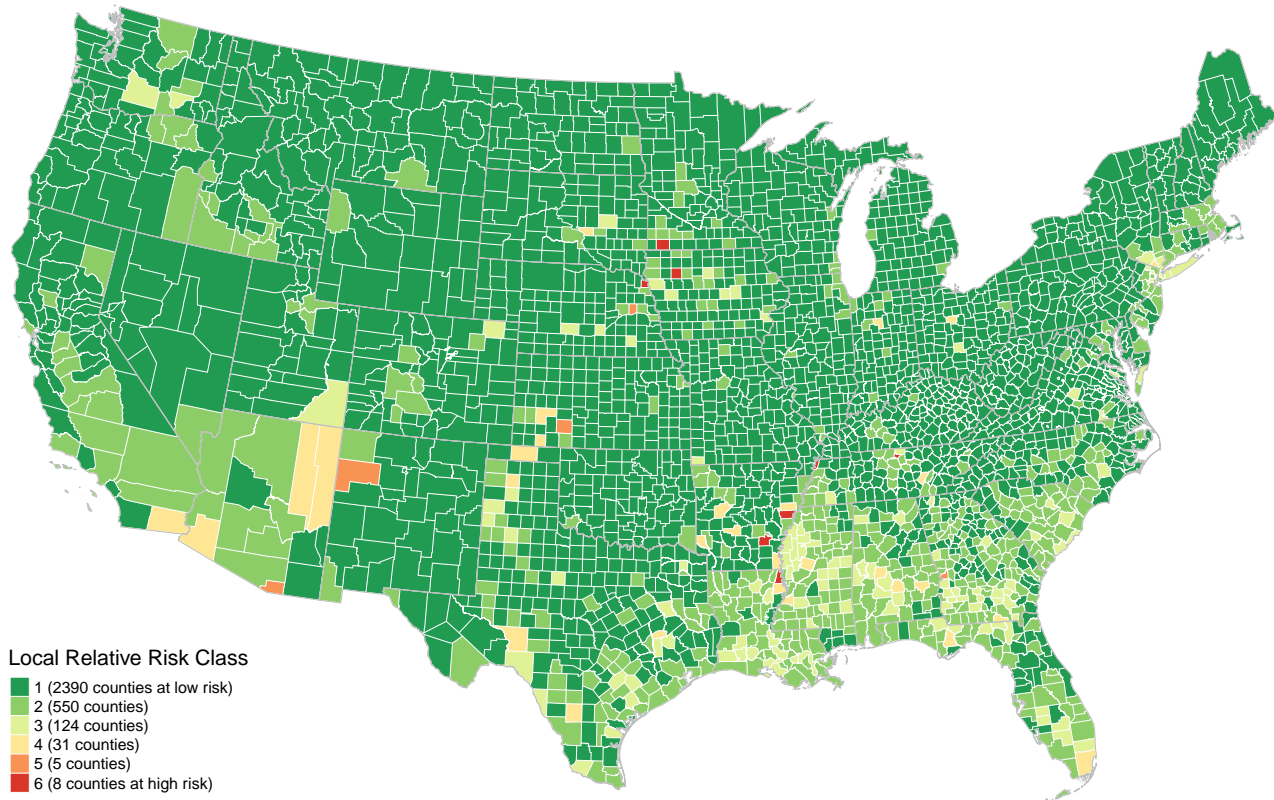 Local Relative Risk Class
1 (2390 counties at low risk)
2 (550 counties)
3 (124 counties)
4 (31 counties)
5 (5 counties)
6 (8 counties at high risk)